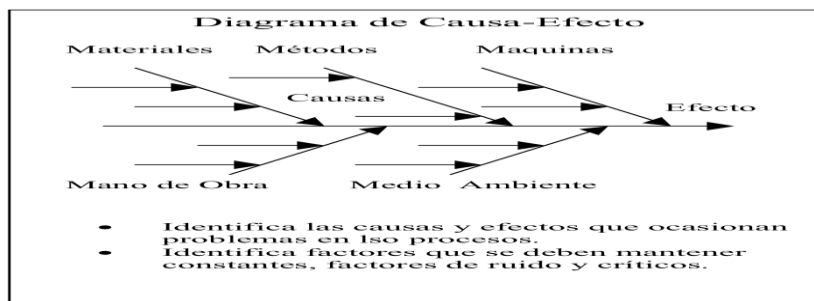 Diagrama de Causa-Efecto
Materiales Métodos Maquinas
Causas
Efecto
Mano de Obra Medio Ambiente
• Identifica las causas y efectos que ocasionan
problemas en lso procesos.
• Identifica factores que se deben mantener
constantes, factores de ruido y críticos.